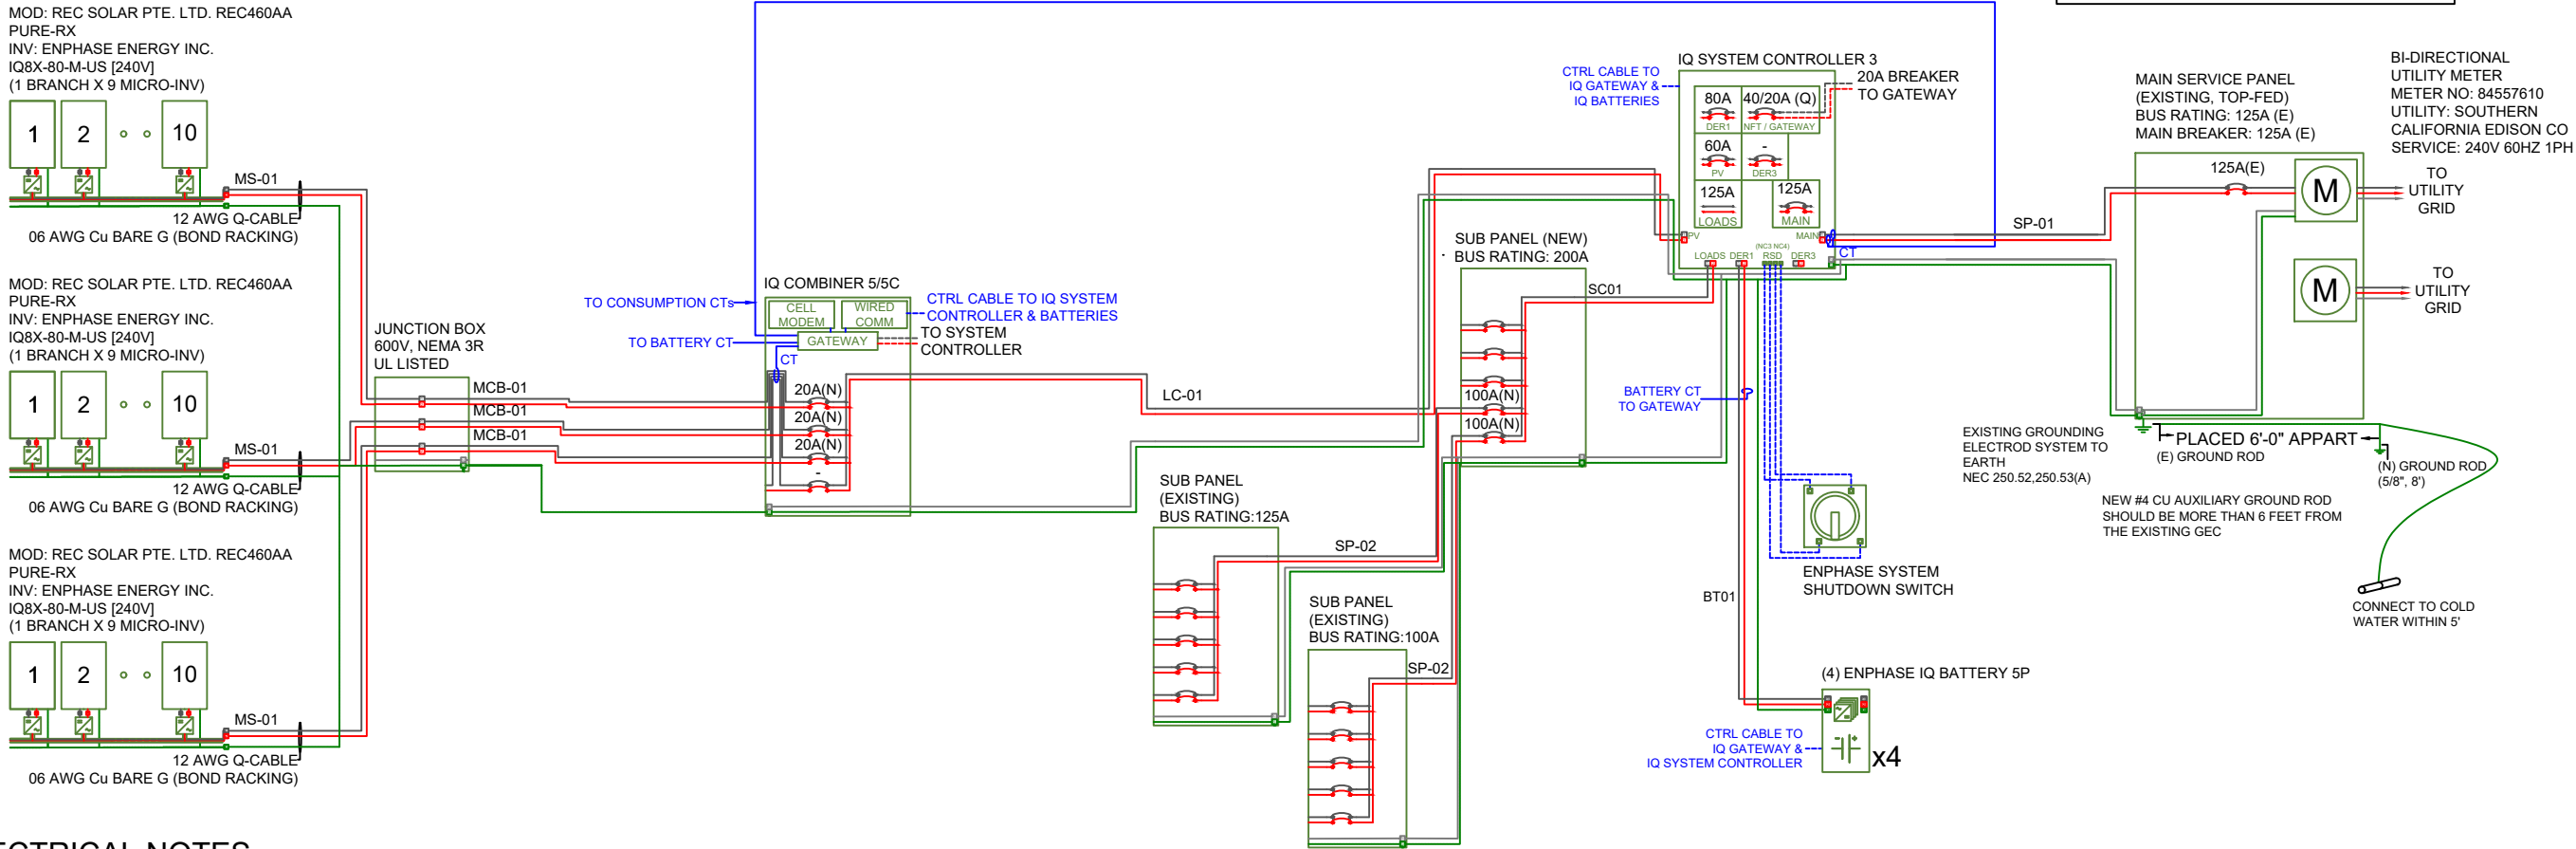 MOD: REC SOLAR PTE. LTD. REC460AA
PURE-RX
INV: ENPHASE ENERGY INC.
IQ8X-80-M-US [240V]
(1 BRANCH X 9 MICRO-INV)
1
2
10
MS-01
12 AWG Q-CABLE
06 AWG Cu BARE G (BOND RACKING)
MOD: REC SOLAR PTE. LTD. REC460AA
PURE-RX
INV: ENPHASE ENERGY INC.
IQ8X-80-M-US [240V]
(1 BRANCH X 9 MICRO-INV)
1
2
10
MS-01
12 AWG Q-CABLE
06 AWG Cu BARE G (BOND RACKING)
MOD: REC SOLAR PTE. LTD. REC460AA
PURE-RX
INV: ENPHASE ENERGY INC.
IQ8X-80-M-US [240V]
(1 BRANCH X 9 MICRO-INV)
1
2
10
MS-01
12 AWG Q-CABLE
06 AWG Cu BARE G (BOND RACKING)
JUNCTION BOX
600V, NEMA 3R
UL LISTED
MCB-01
MCB-01
MCB-01
IQ COMBINER 5/5C
CELL
MODEM
WIRED
COMM
GATEWAY
TO CONSUMPTION CTs
TO BATTERY CT
CT
CTRL CABLE TO IQ SYSTEM
CONTROLLER & BATTERIES
TO SYSTEM
CONTROLLER
20A(N)
20A(N)
20A(N)
-
LC-01
SUB PANEL
(EXISTING)
BUS RATING:125A
SP-02
SUB PANEL
(EXISTING)
BUS RATING:100A
SP-02
SUB PANEL (NEW)
BUS RATING: 200A
100A(N)
100A(N)
SC01
IQ SYSTEM CONTROLLER 3
CTRL CABLE TO
IQ GATEWAY &
IQ BATTERIES
20A BREAKER
TO GATEWAY
80A
DER1
40/20A (Q)
NFT / GATEWAY
60A
PV
-
DER3
125A
LOADS
125A
MAIN
PV
MAIN
(NC3 NC4)
LOADS DER1 RSD DER3
CT
BATTERY CT
TO GATEWAY
BT01
ENPHASE SYSTEM
SHUTDOWN SWITCH
(4) ENPHASE IQ BATTERY 5P
CTRL CABLE TO
IQ GATEWAY &
IQ SYSTEM CONTROLLER
x4
SP-01
MAIN SERVICE PANEL
(EXISTING, TOP-FED)
BUS RATING: 125A (E)
MAIN BREAKER: 125A (E)
125A(E)
M
M
BI-DIRECTIONAL
UTILITY METER
METER NO: 84557610
UTILITY: SOUTHERN
CALIFORNIA EDISON CO
SERVICE: 240V 60HZ 1PH
TO
UTILITY
GRID
TO
UTILITY
GRID
EXISTING GROUNDING
ELECTROD SYSTEM TO
EARTH
NEC 250.52,250.53(A)
PLACED 6'-0" APPART
(E) GROUND ROD
(N) GROUND ROD
(5/8", 8')
NEW #4 CU AUXILIARY GROUND ROD
SHOULD BE MORE THAN 6 FEET FROM
THE EXISTING GEC
CONNECT TO COLD
WATER WITHIN 5'